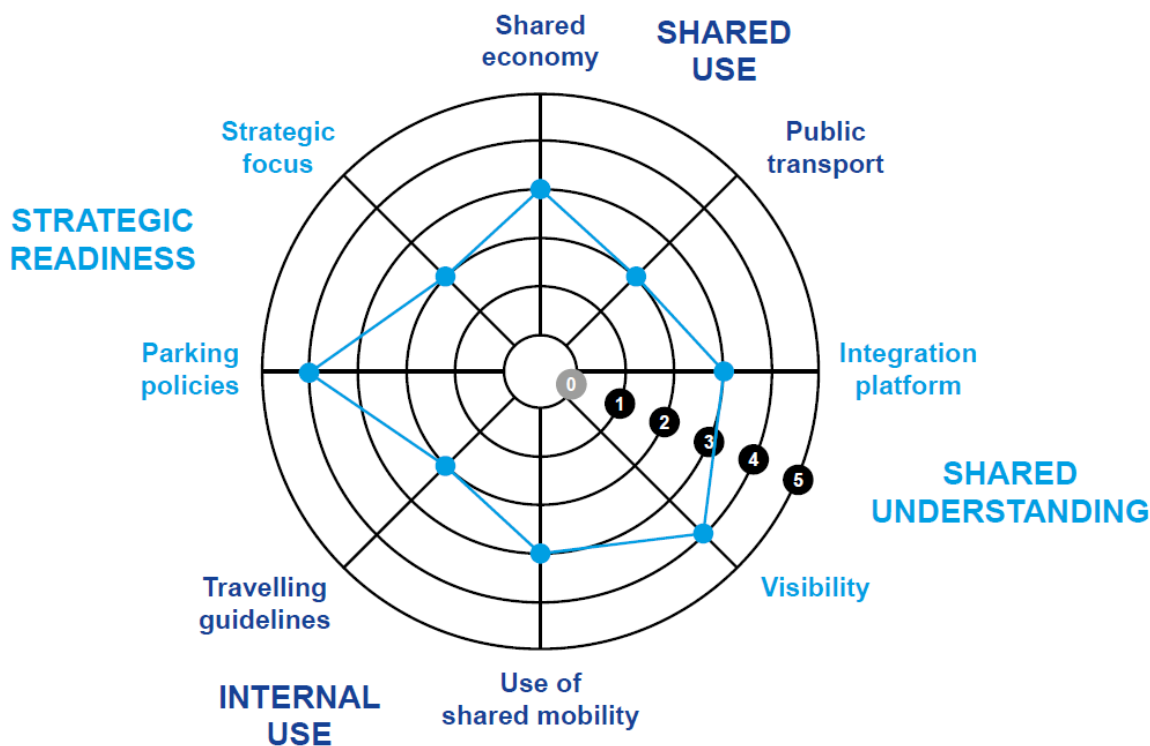 Shared
economy
SHARED
USE
Public
transport
Strategic
focus
STRATEGIC
READINESS
Parking
policies
Integration
platform
0
1
2
3
4
5
SHARED
UNDERSTANDING
Visibility
Travelling
guidelines
Use of
shared mobility
INTERNAL
USE